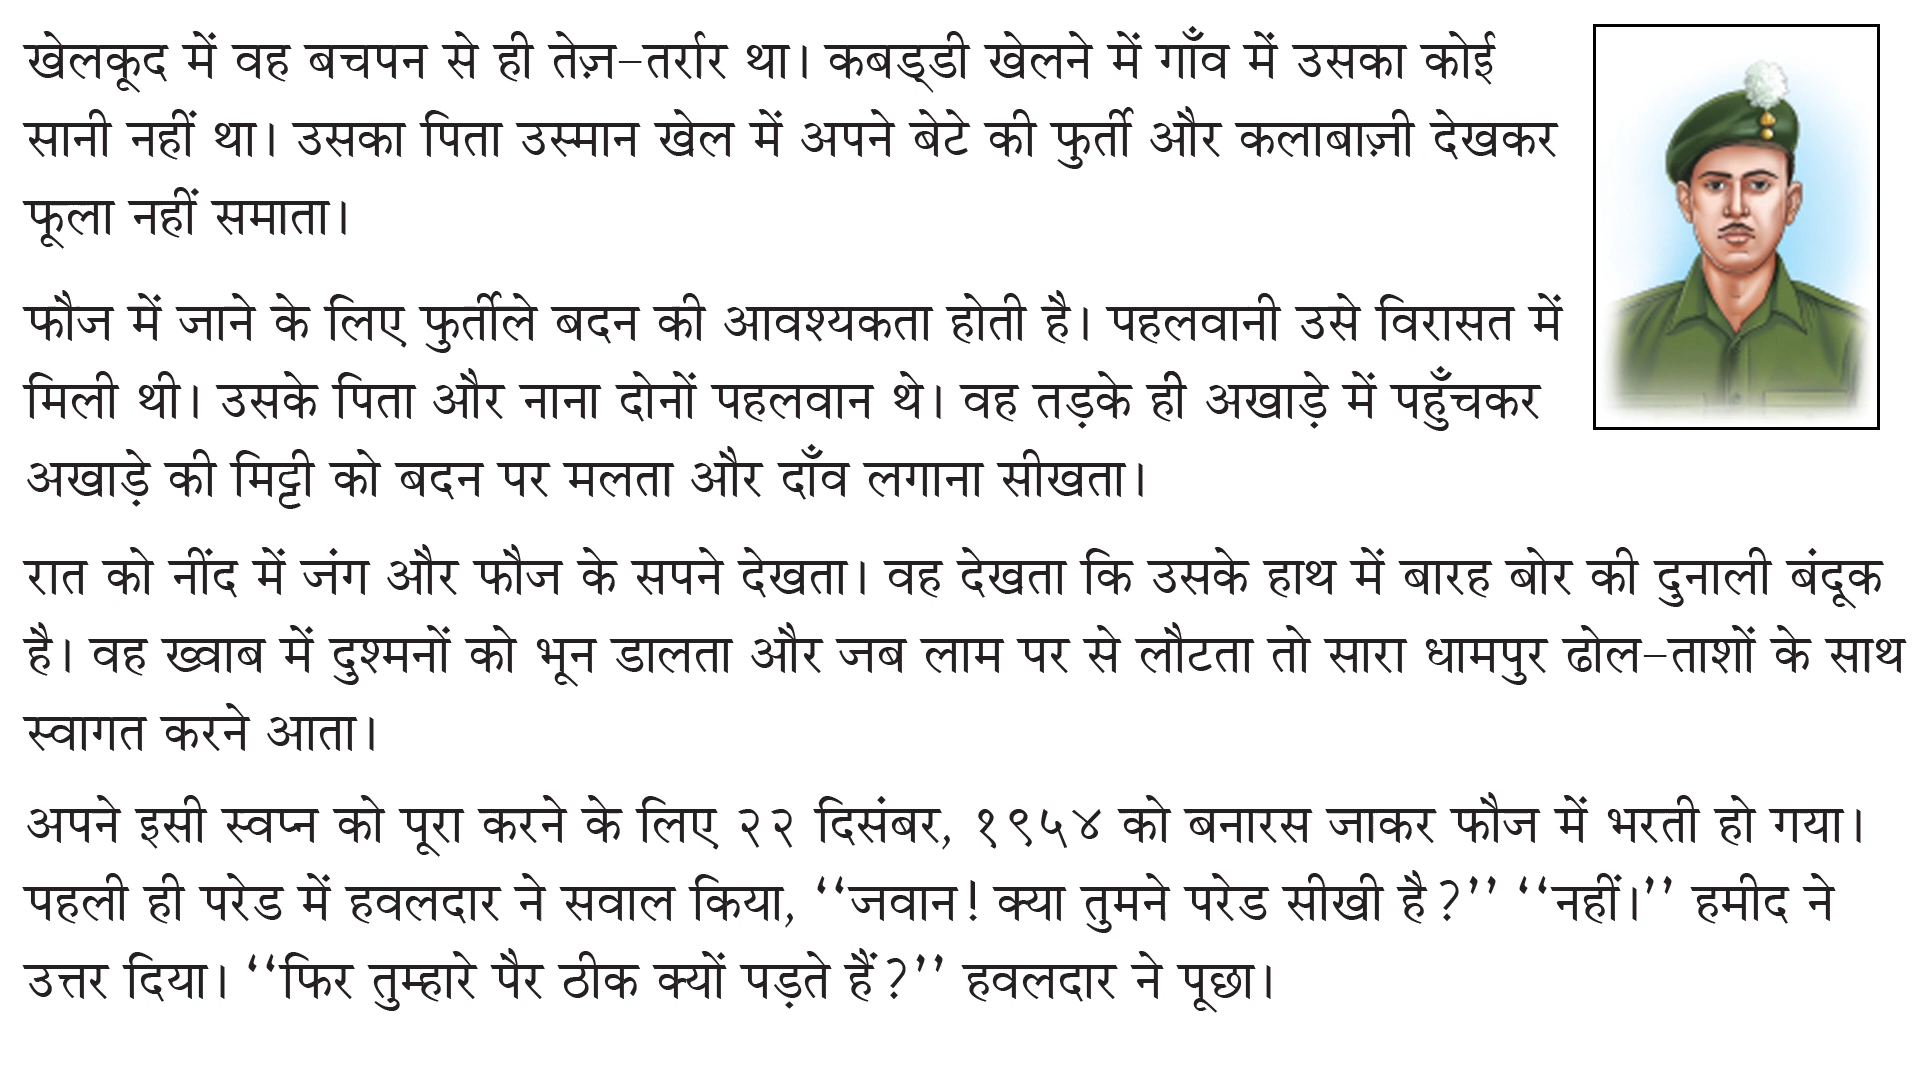 खेलकूद में वह बचपन से ही तेज़-तर्रार था। कबड्डी खेलने में गाँव में उसका कोई
सानी नहीं था। उसका पिता उस्मान खेल में अपने बेटे की फुर्ती और कलाबाज़ी देखकर
फूला नहीं समाता।
फौज में जाने के लिए फुर्तीले बदन की आवश्यकता होती है। पहलवानी उसे विरासत में
मिली थी। उसके पिता और नाना दोनों पहलवान थे। वह तड़के ही अखाड़े में पहुँचकर
अखाड़े की मिट्टी को बदन पर मलता और दाँव लगाना सीखता।
रात को नींद में जंग और फौज के सपने देखता। वह देखता कि उसके हाथ में बारह बोर की दुनाली बंदूक
है। वह ख्वाब में दुश्मनों को भून डालता और जब लाम पर से लौटता तो सारा धामपुर ढोल-ताशों के साथ
स्वागत करने आता।
अपने इसी स्वप्न को पूरा करने के लिए २२ दिसंबर, १९५४ को बनारस जाकर फौज में भरती हो गया।
पहली ही परेड में हवलदार ने सवाल किया, ‘‘जवान! क्या तुमने परेड सीखी है?’’ ‘‘नहीं।’’ हमीद ने
उत्तर दिया। ‘‘फिर तुम्हारे पैर ठीक क्यों पड़ते हैं?’’ हवलदार ने पूछा।